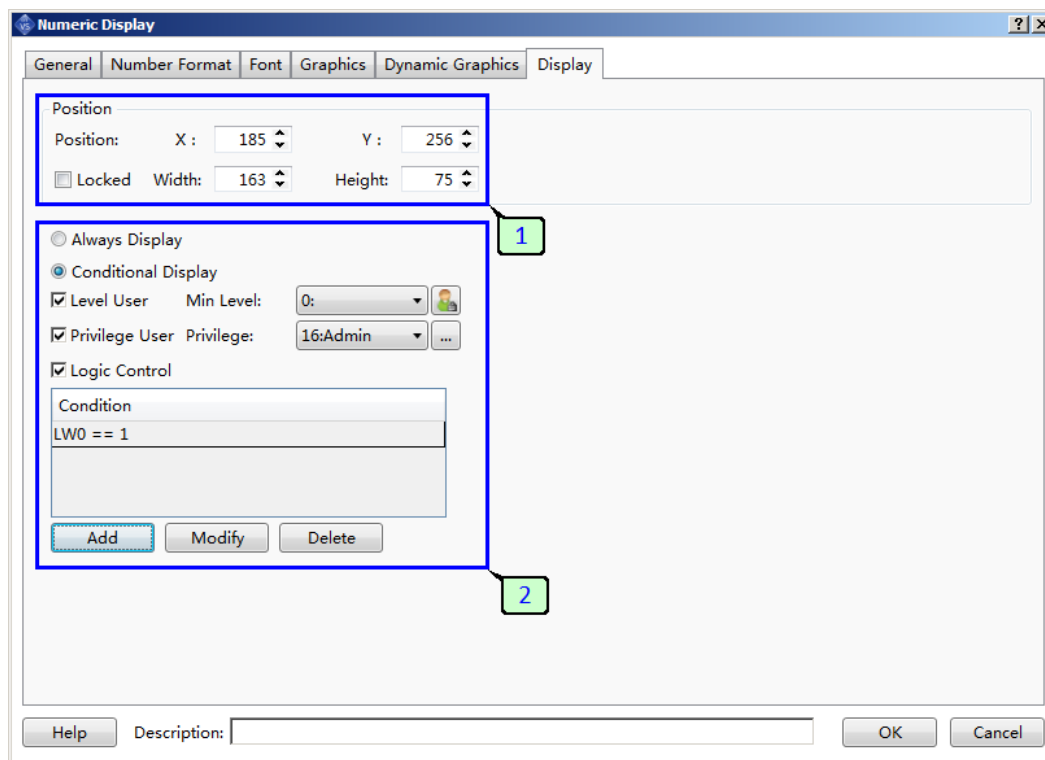 VS Numeric Display ? X
General Number Format Font Graphics Dynamic Graphics Display
Position
Position: X : 185 Y : 256
Locked Width: 163 Height: 75
1
Always Display
Conditional Display
Level User Min Level: 0:
Privilege User Privilege: 16:Admin ...
Logic Control
Condition
LW0 == 1
Add Modify Delete
2
Help Description: OK Cancel